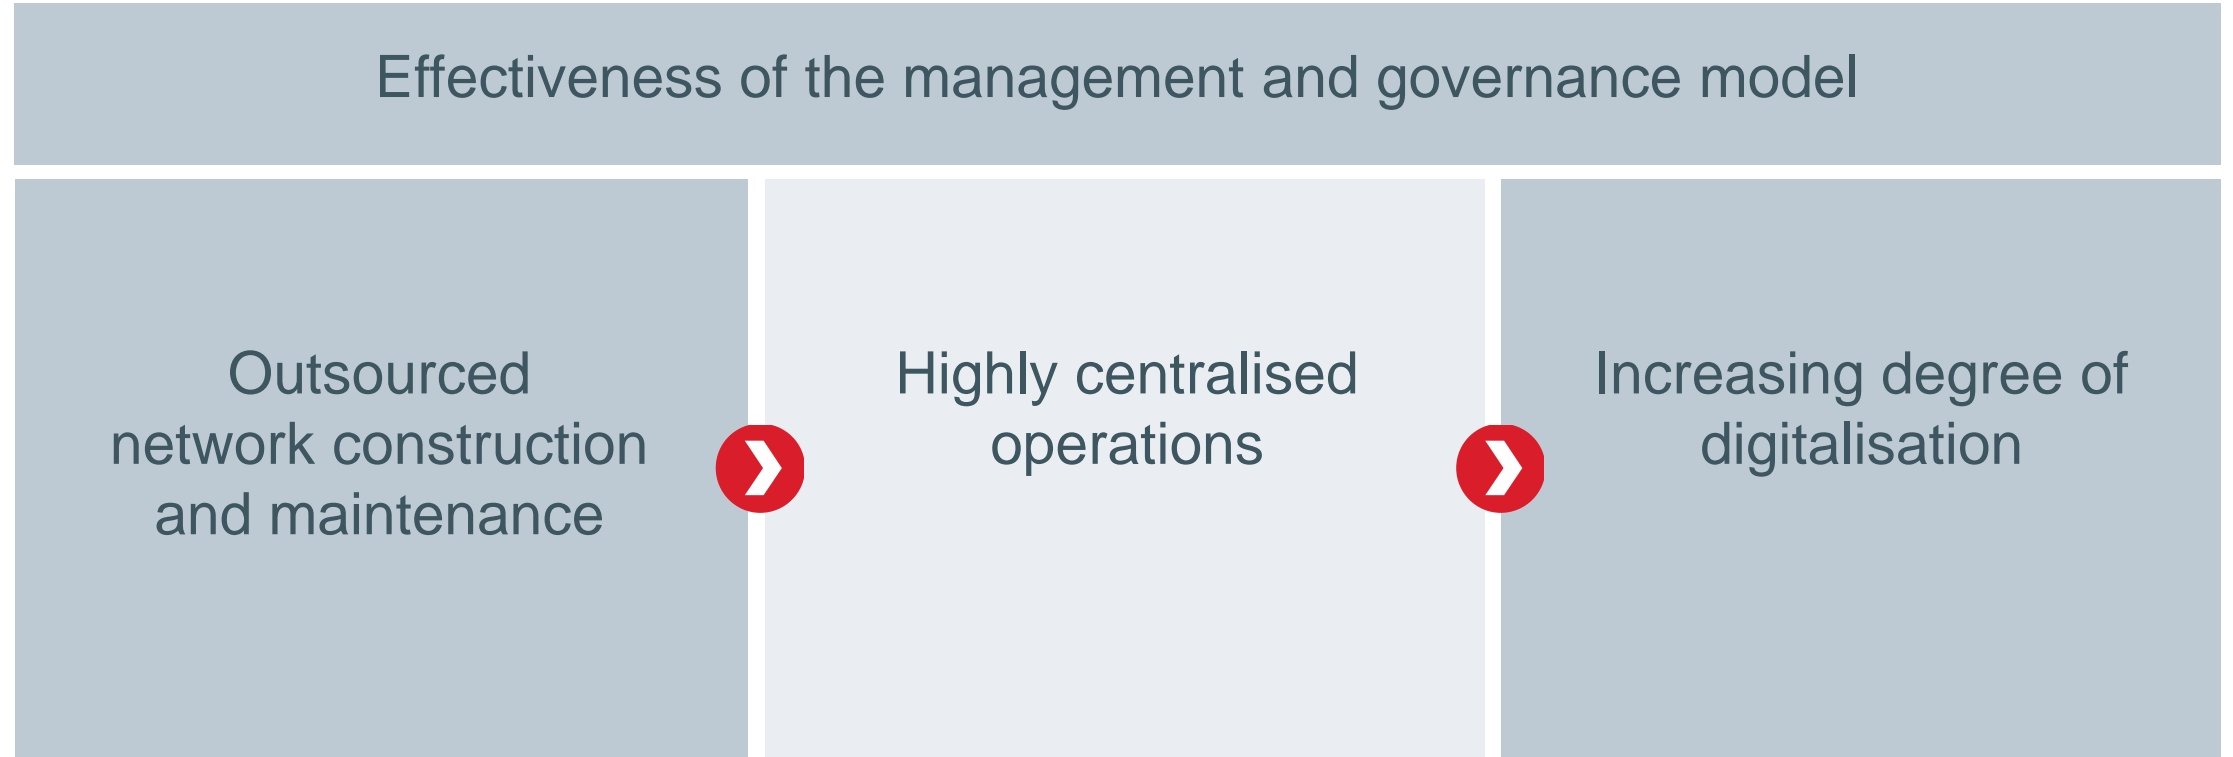 Effectiveness of the management and governance model
Outsourced
network construction
and maintenance
Highly centralised
operations
Increasing degree of
digitalisation